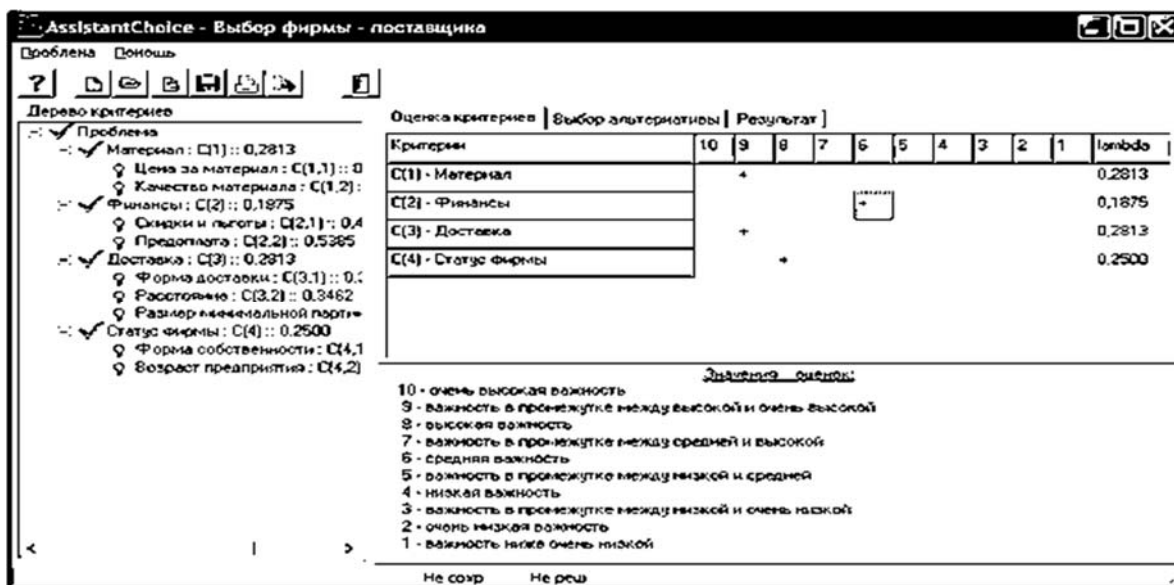 AssistantChoice - Выбор фирмы - поставщика
Проблема Помощь
?
Дерево критериев
Проблема
Материал : C(1) :: 0,2813
Цена за материал : C(1,1) :: 0
Качество материала : C(1,2) :
Финансы : C(2) :: 0,1875
Скидки и льготы : C(2,1) :: 0,4
Предоплата : C(2,2) :: 0,5385
Доставка : C(3) :: 0,2813
Форма доставки : C(3,1) :: 0,
Расстояние : C(3,2) :: 0,3462
Размер минимальной парти
Статус фирмы : C(4) :: 0,2500
Форма собственности : C(4,1
Возраст предприятия : C(4,2)
Оценка критериев Выбор альтернативы Результат
Критерии 10 9 8 7 6 5 4 3 2 1 lambda
C(1) - Материал + 0,2813
C(2) - Финансы + 0,1875
C(3) - Доставка + 0,2813
C(4) - Статус фирмы + 0,2500
Значения оценок:
10 - очень высокая важность
9 - важность в промежутке между высокой и очень высокой
8 - высокая важность
7 - важность в промежутке между средней и высокой
6 - средняя важность
5 - важность в промежутке между низкой и средней
4 - низкая важность
3 - важность в промежутке между низкой и очень низкой
2 - очень низкая важность
1 - важность ниже очень низкой
Не сохр Не реш